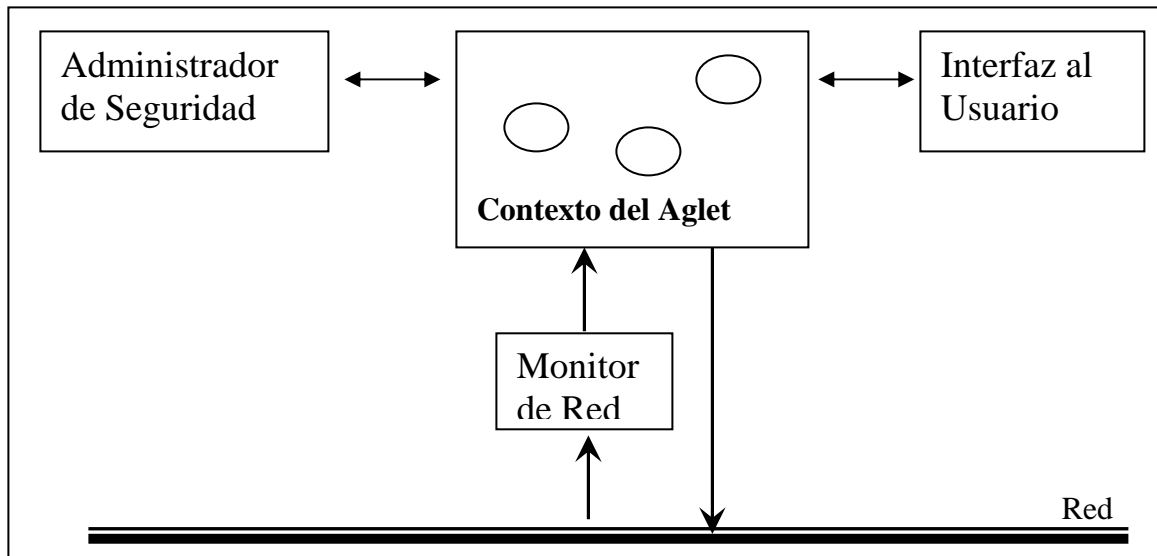 Administrador
de Seguridad
Interfaz al
Usuario
Contexto del Aglet
Monitor
de Red
Red